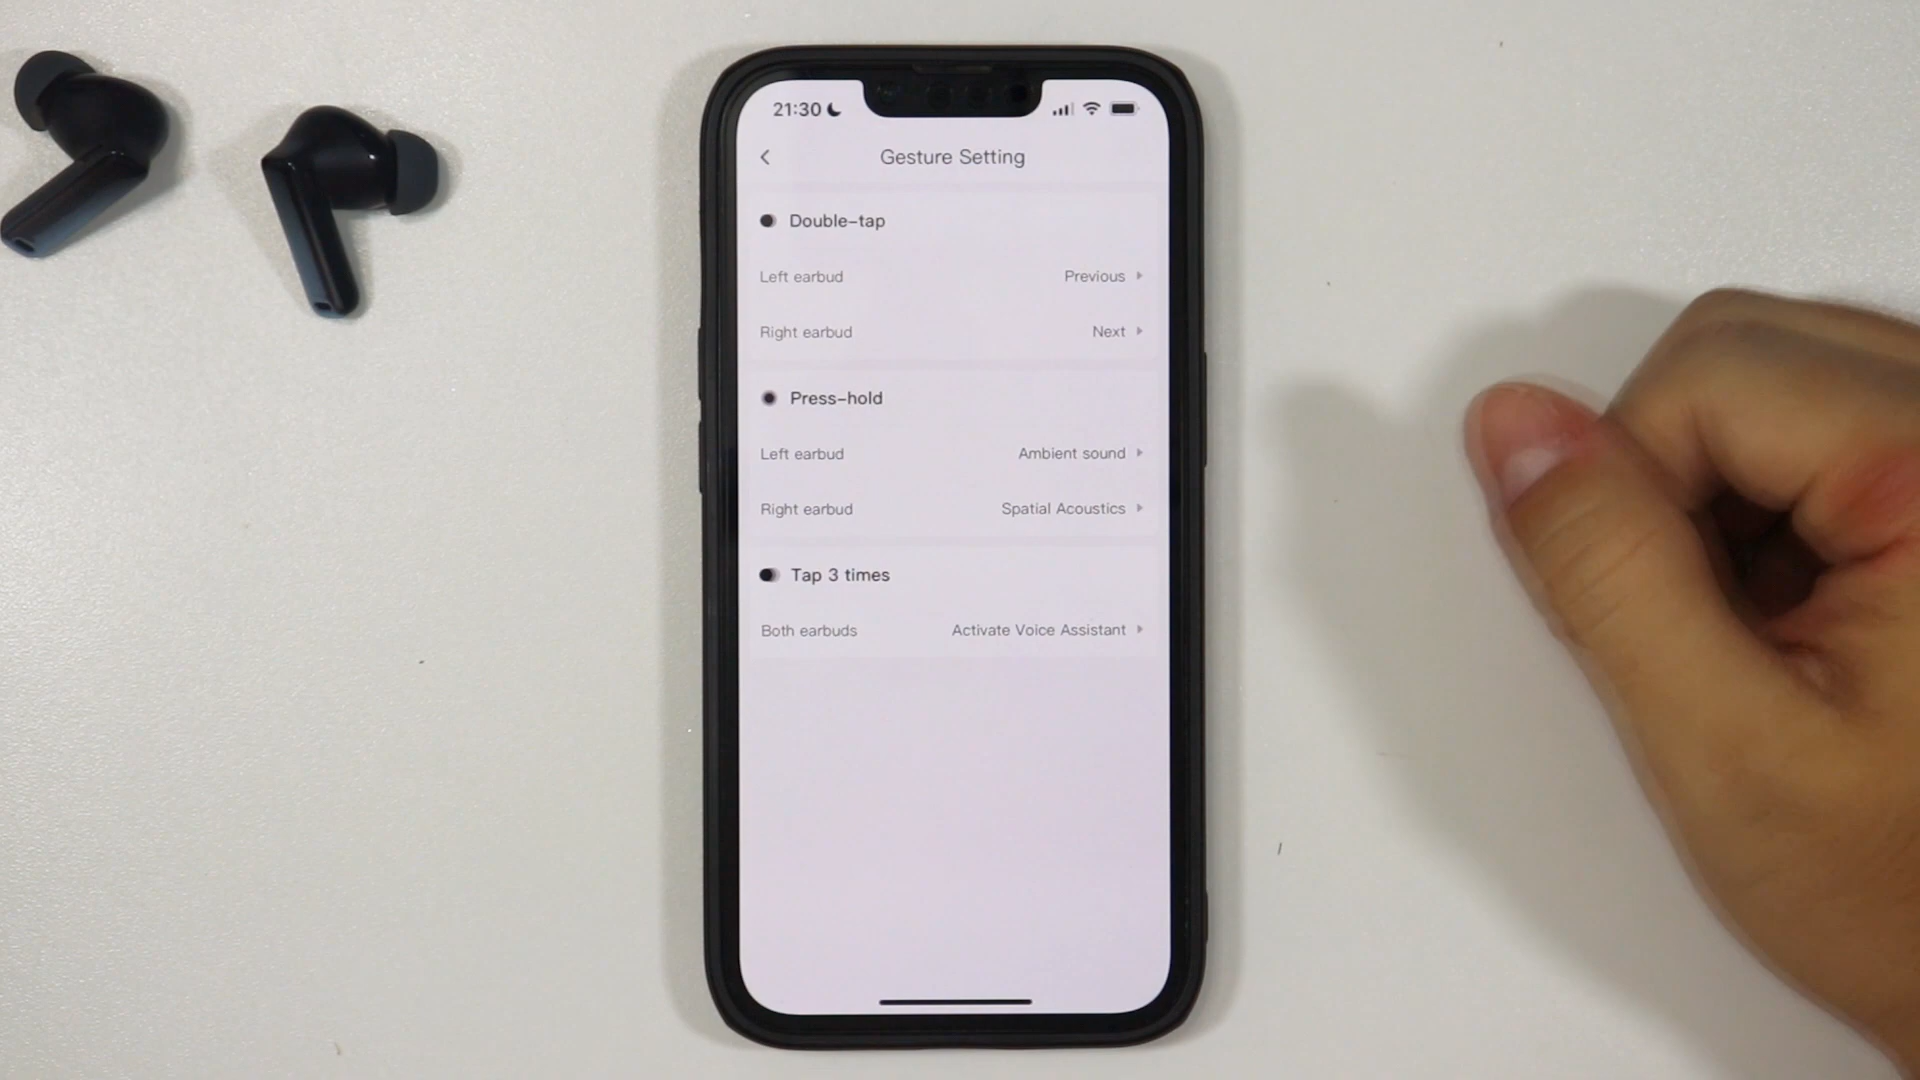 21:30
Gesture Setting
Double-tap
Left earbud Previous
Right earbud Next
Press-hold
Left earbud Ambient sound
Right earbud Spatial Acoustics
Tap 3 times
Both earbuds Activate Voice Assistant